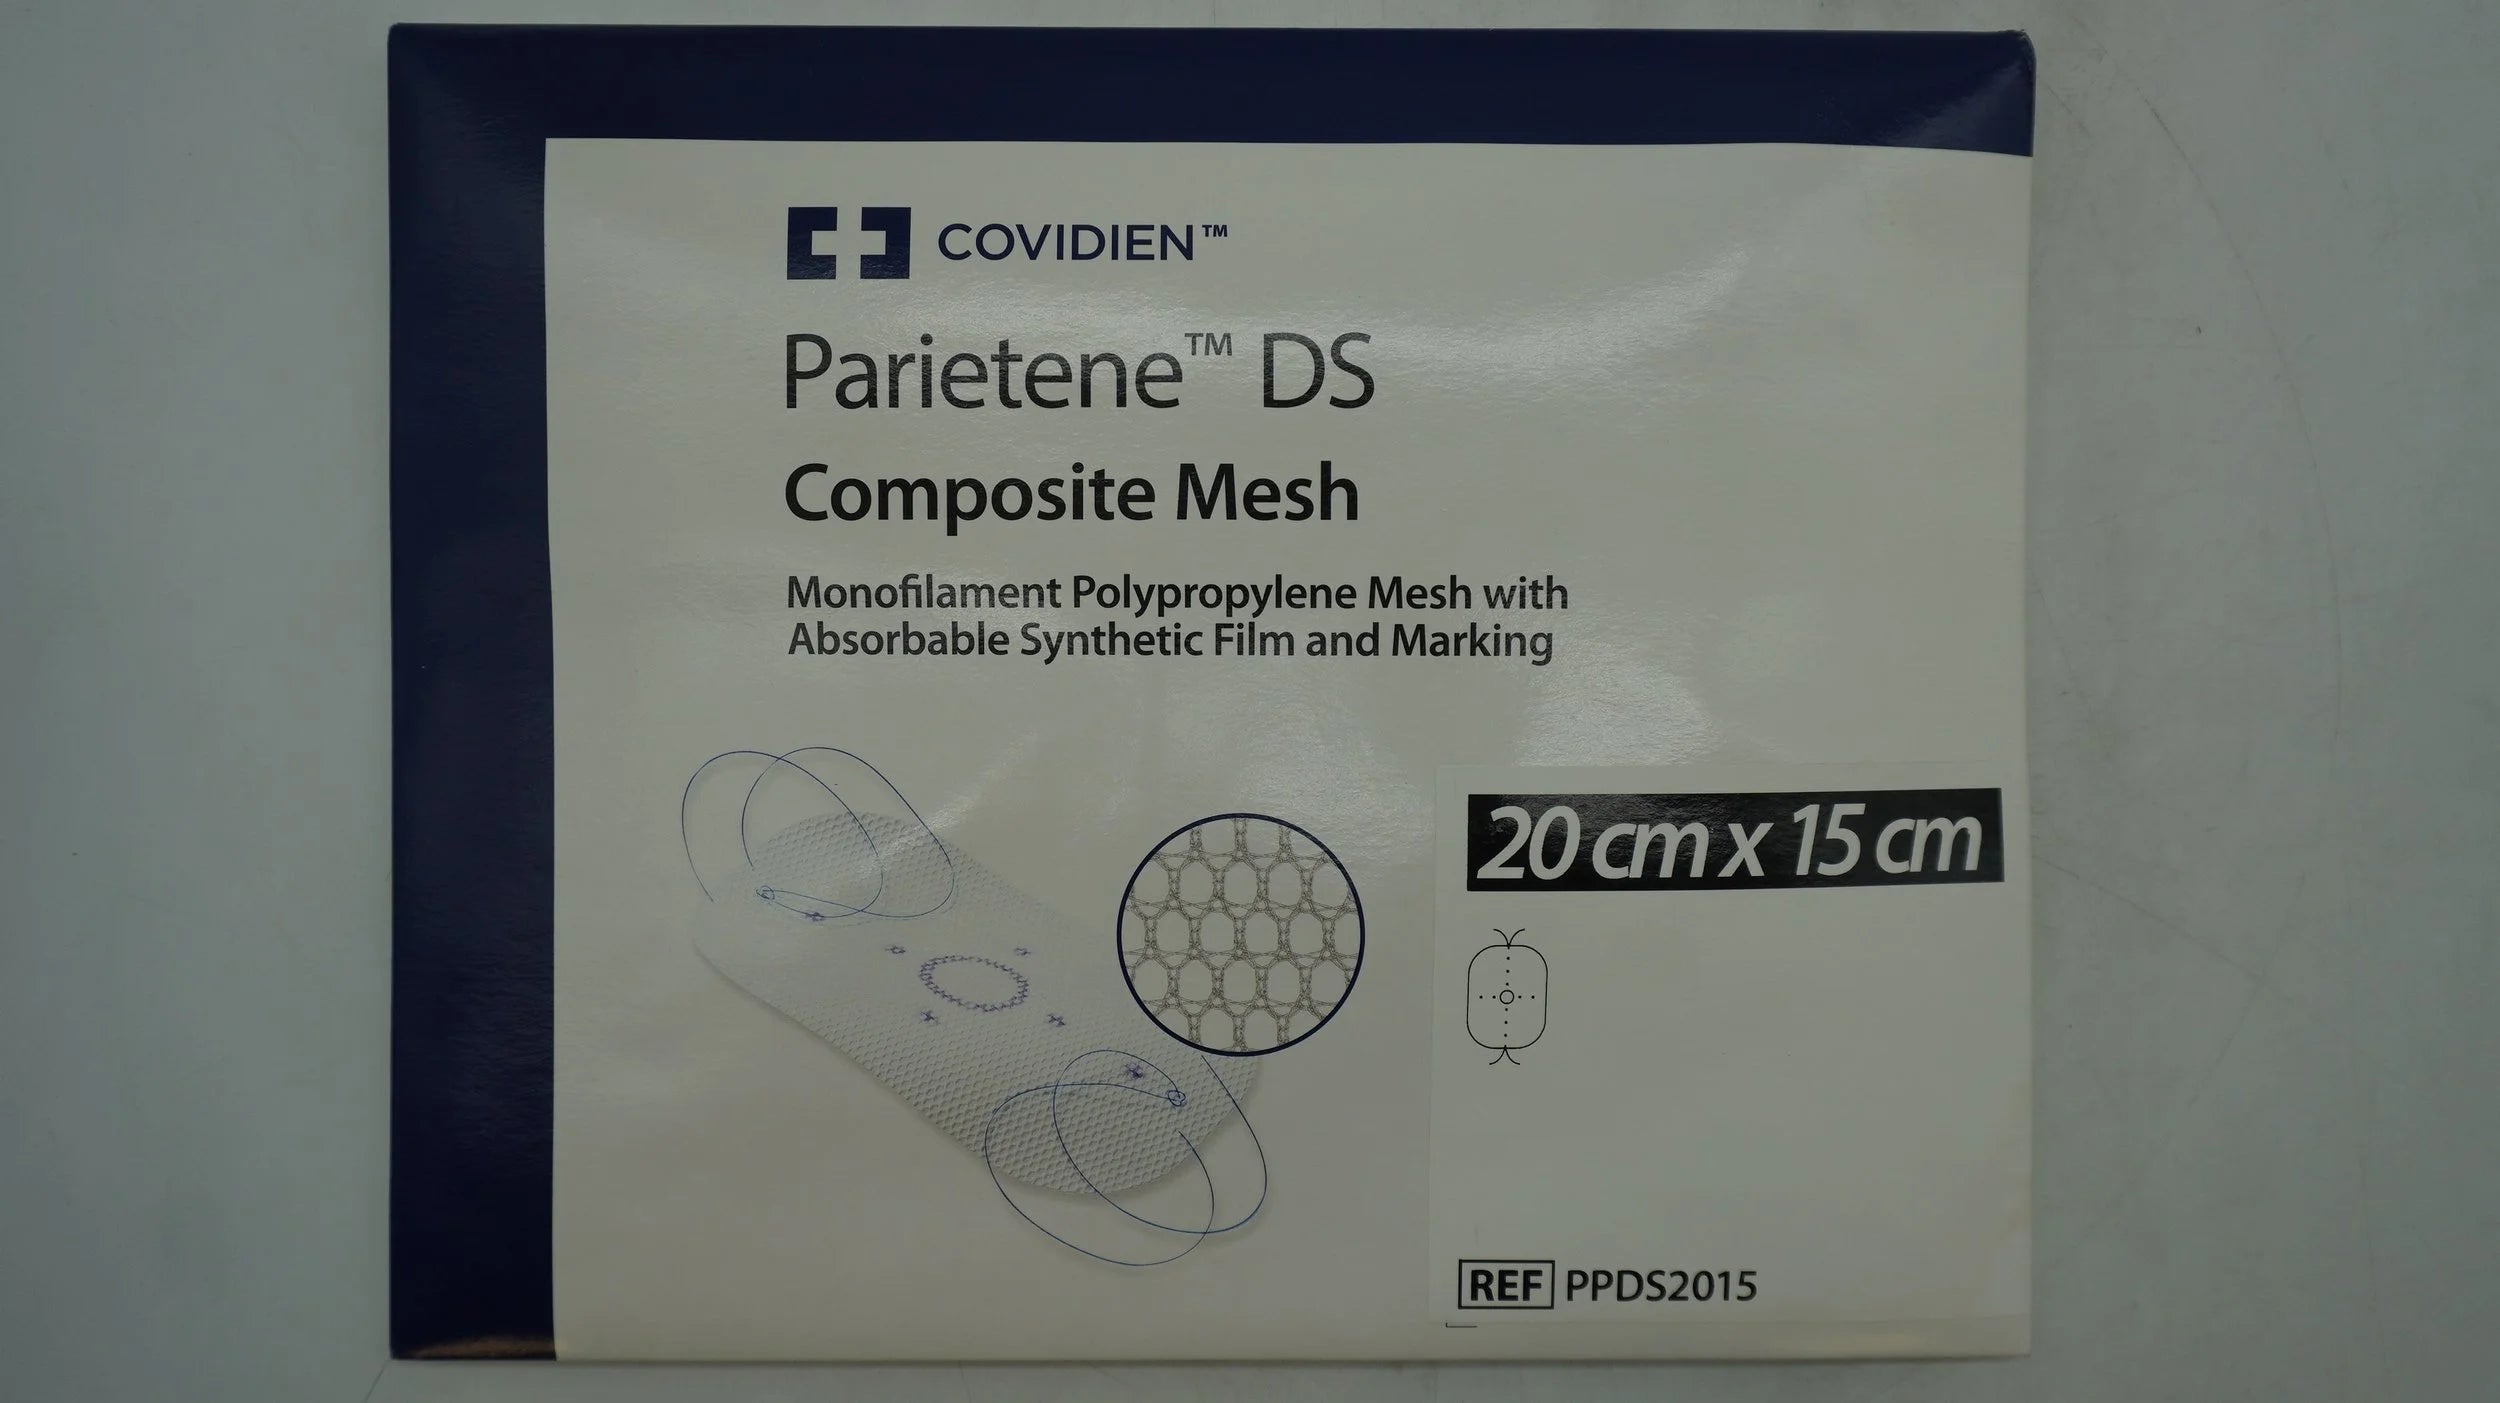 COVIDIEN™
Parietene™ DS
Composite Mesh
Monofilament Polypropylene Mesh with
Absorbable Synthetic Film and Marking
20 cm x 15 cm
REF PPDS2015